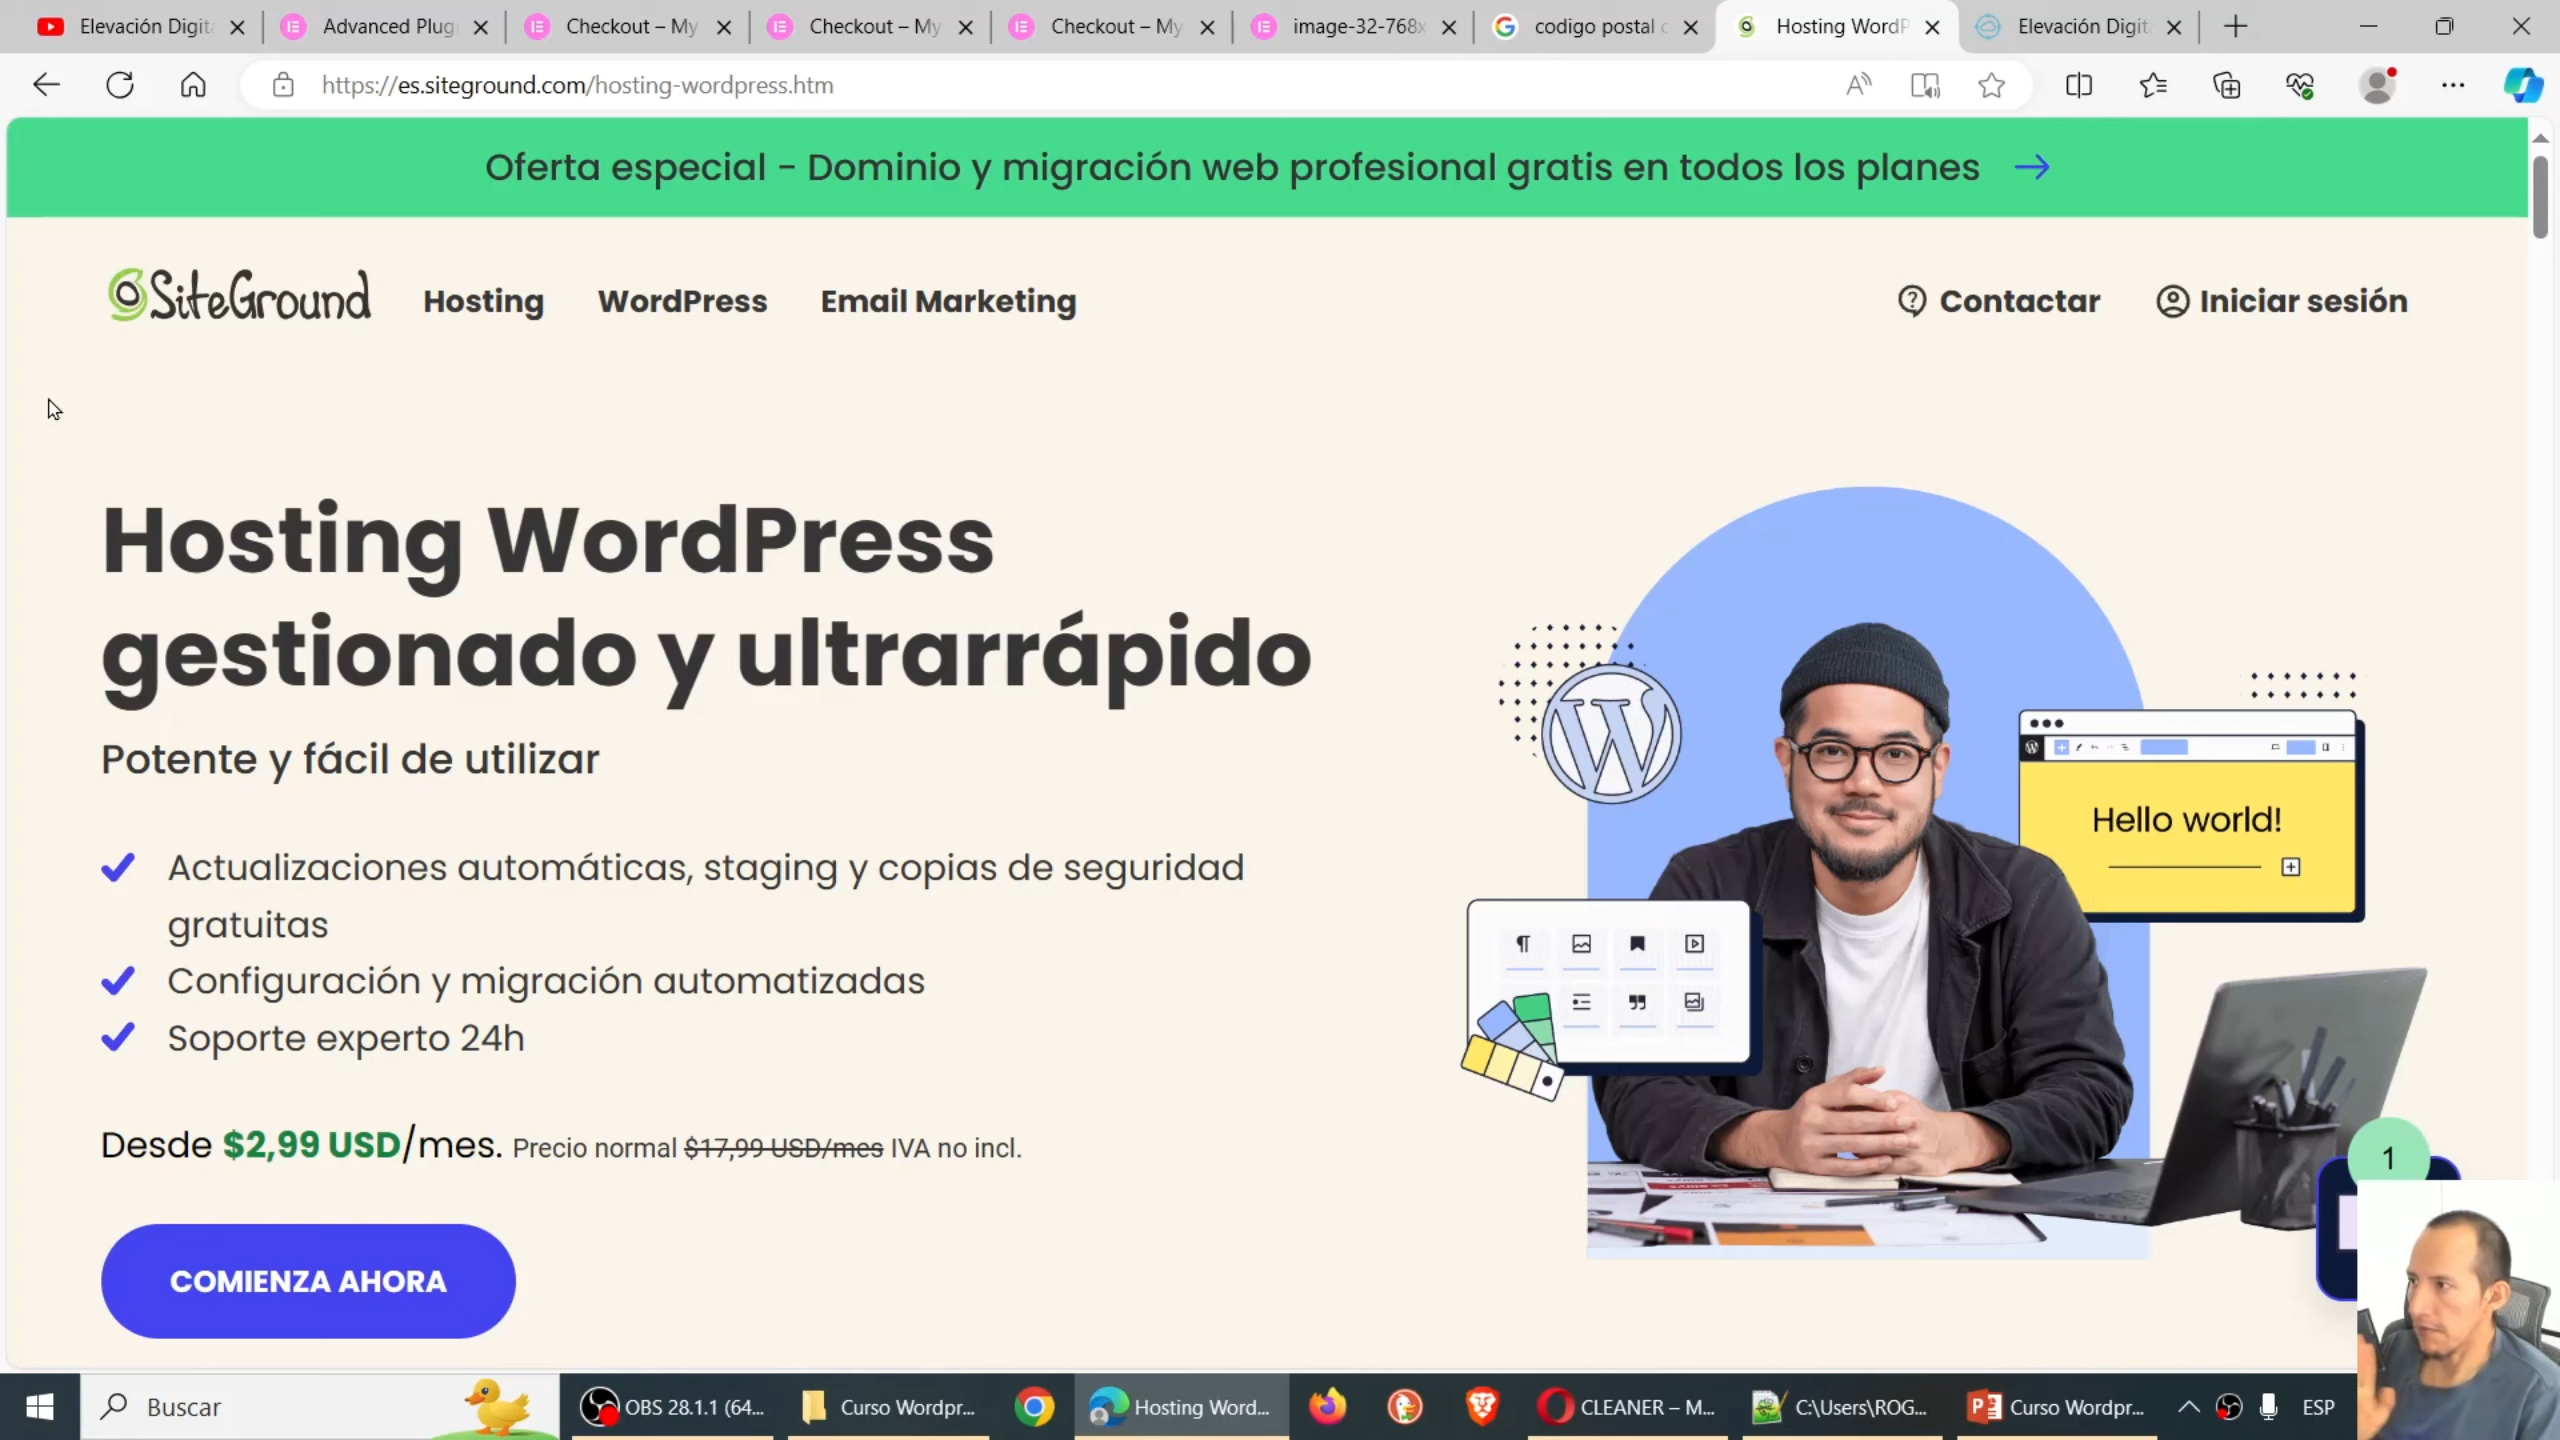 Elevación Digit
Advanced Plug
Checkout – My
Checkout – My
Checkout – My
image-32-768x
codigo postal c
Hosting WordP
Elevación Digit
https://es.siteground.com/hosting-wordpress.htm
Oferta especial - Dominio y migración web profesional gratis en todos los planes →
SiteGround
Hosting
WordPress
Email Marketing
Contactar
Iniciar sesión
Hosting WordPress
gestionado y ultrarrápido
Potente y fácil de utilizar
Actualizaciones automáticas, staging y copias de seguridad
gratuitas
Configuración y migración automatizadas
Soporte experto 24h
Desde $2,99 USD/mes. Precio normal $17,99 USD/mes IVA no incl.
COMIENZA AHORA
Hello world!
1
Buscar
OBS 28.1.1 (64...
Curso Wordpr...
Hosting Word...
CLEANER – M...
C:\Users\ROG...
Curso Wordpr...
ESP